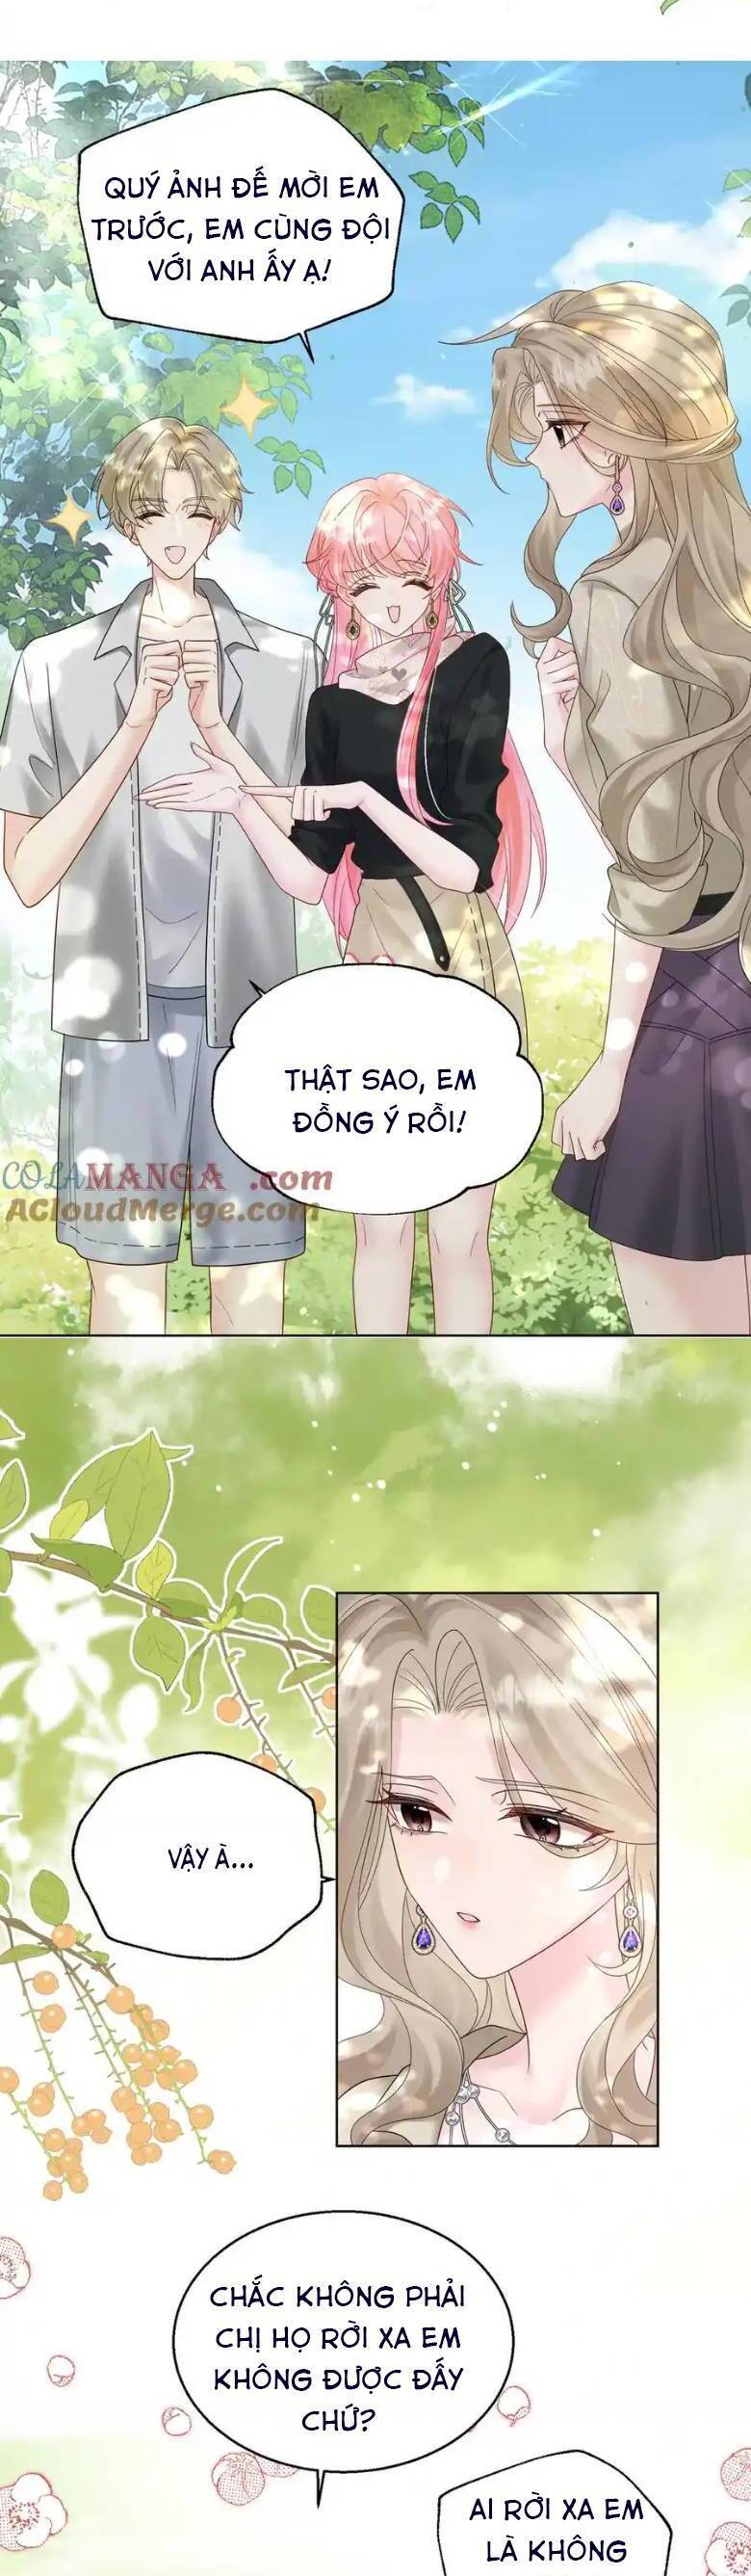 QUÝ ẢNH ĐẾ MỜI EM
TRƯỚC, EM CÙNG ĐỘI
VỚI ANH ẤY Ạ!
THẬT SAO, EM
ĐỒNG Ý RỒI!
COLAMANGA.com
ACloudMerge.com
VẬY À...
CHẮC KHÔNG PHẢI
CHỊ HỌ RỜI XA EM
KHÔNG ĐƯỢC ĐẤY
CHỨ?
AI RỜI XA EM
LÀ KHÔNG